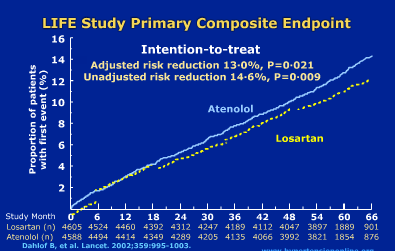 LIFE Study Primary Composite Endpoint
16
14
12
10
8
6
4
2
Proportion of patients
with first event (%)
Intention-to-treat
Adjusted risk reduction 13·0%, P=0·021
Unadjusted risk reduction 14·6%, P=0·009
Atenolol
Losartan
Study Month 0 6 12 18 24 30 36 42 48 54 60 66
Losartan (n) 4605 4524 4460 4392 4312 4247 4189 4112 4047 3897 1889 901
Atenolol (n) 4588 4494 4414 4349 4289 4205 4135 4066 3992 3821 1854 876
Dahlof B, et al. Lancet. 2002;359:995-1003.
www.hypertensiononline.org